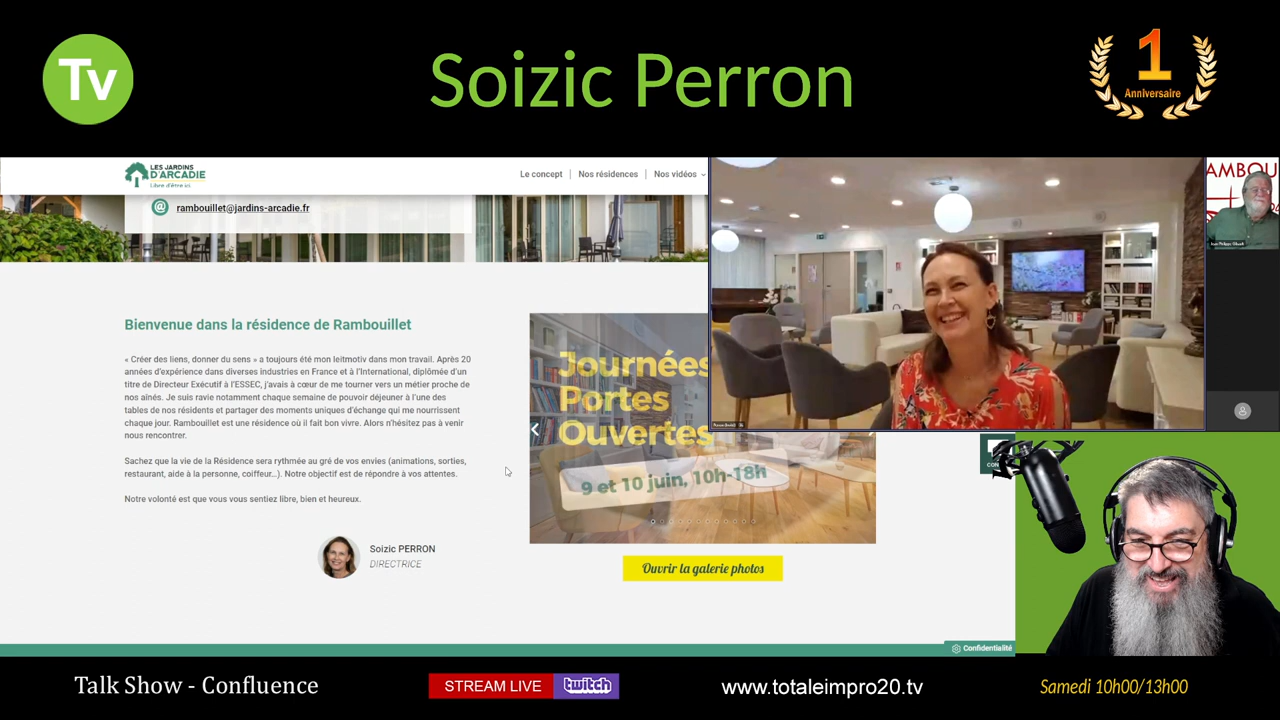 Tv
Soizic Perron
1
Anniversaire
LES JARDINS
D'ARCADIE
Libre d'être ici
Le concept
Nos résidences
Nos vidéos
@
rambouillet@jardins-arcadie.fr
Bienvenue dans la résidence de Rambouillet
« Créer des liens, donner du sens » a toujours été mon leitmotiv dans mon travail. Après 20
années d'expérience dans diverses industries en France et à l'International, diplômée d'un
titre de Directeur Exécutif à l'ESSEC, j'avais à cœur de me tourner vers un métier proche de
nos aînés. Je suis ravie notamment chaque semaine de pouvoir déjeuner à l'une des
tables de nos résidents et partager des moments uniques d'échange qui me nourrissent
chaque jour. Rambouillet est une résidence où il fait bon vivre. Alors n'hésitez pas à venir
nous rencontrer.
Sachez que la vie de la Résidence sera rythmée au gré de vos envies (animations, sorties,
restaurant, aide à la personne, coiffeur…). Notre objectif est de répondre à vos attentes.
Notre volonté est que vous vous sentiez libre, bien et heureux.
Soizic PERRON
DIRECTRICE
Journées
Portes
Ouvertes
9 et 10 juin, 10h-18h
Ouvrir la galerie photos
AMBOU
CON
Confidentialité
Talk Show - Confluence
STREAM LIVE
twitch
www.totaleimpro20.tv
Samedi 10h00/13h00